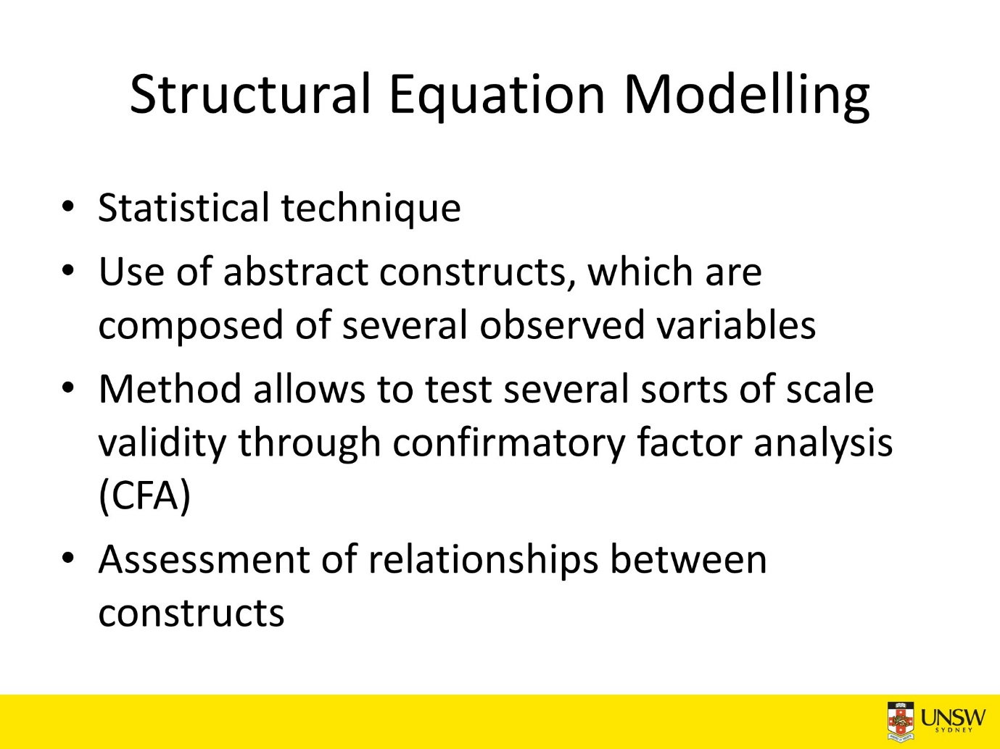 Structural Equation Modelling
• Statistical technique
• Use of abstract constructs, which are
composed of several observed variables
• Method allows to test several sorts of scale
validity through confirmatory factor analysis
(CFA)
• Assessment of relationships between
constructs
UNSW
SYDNEY